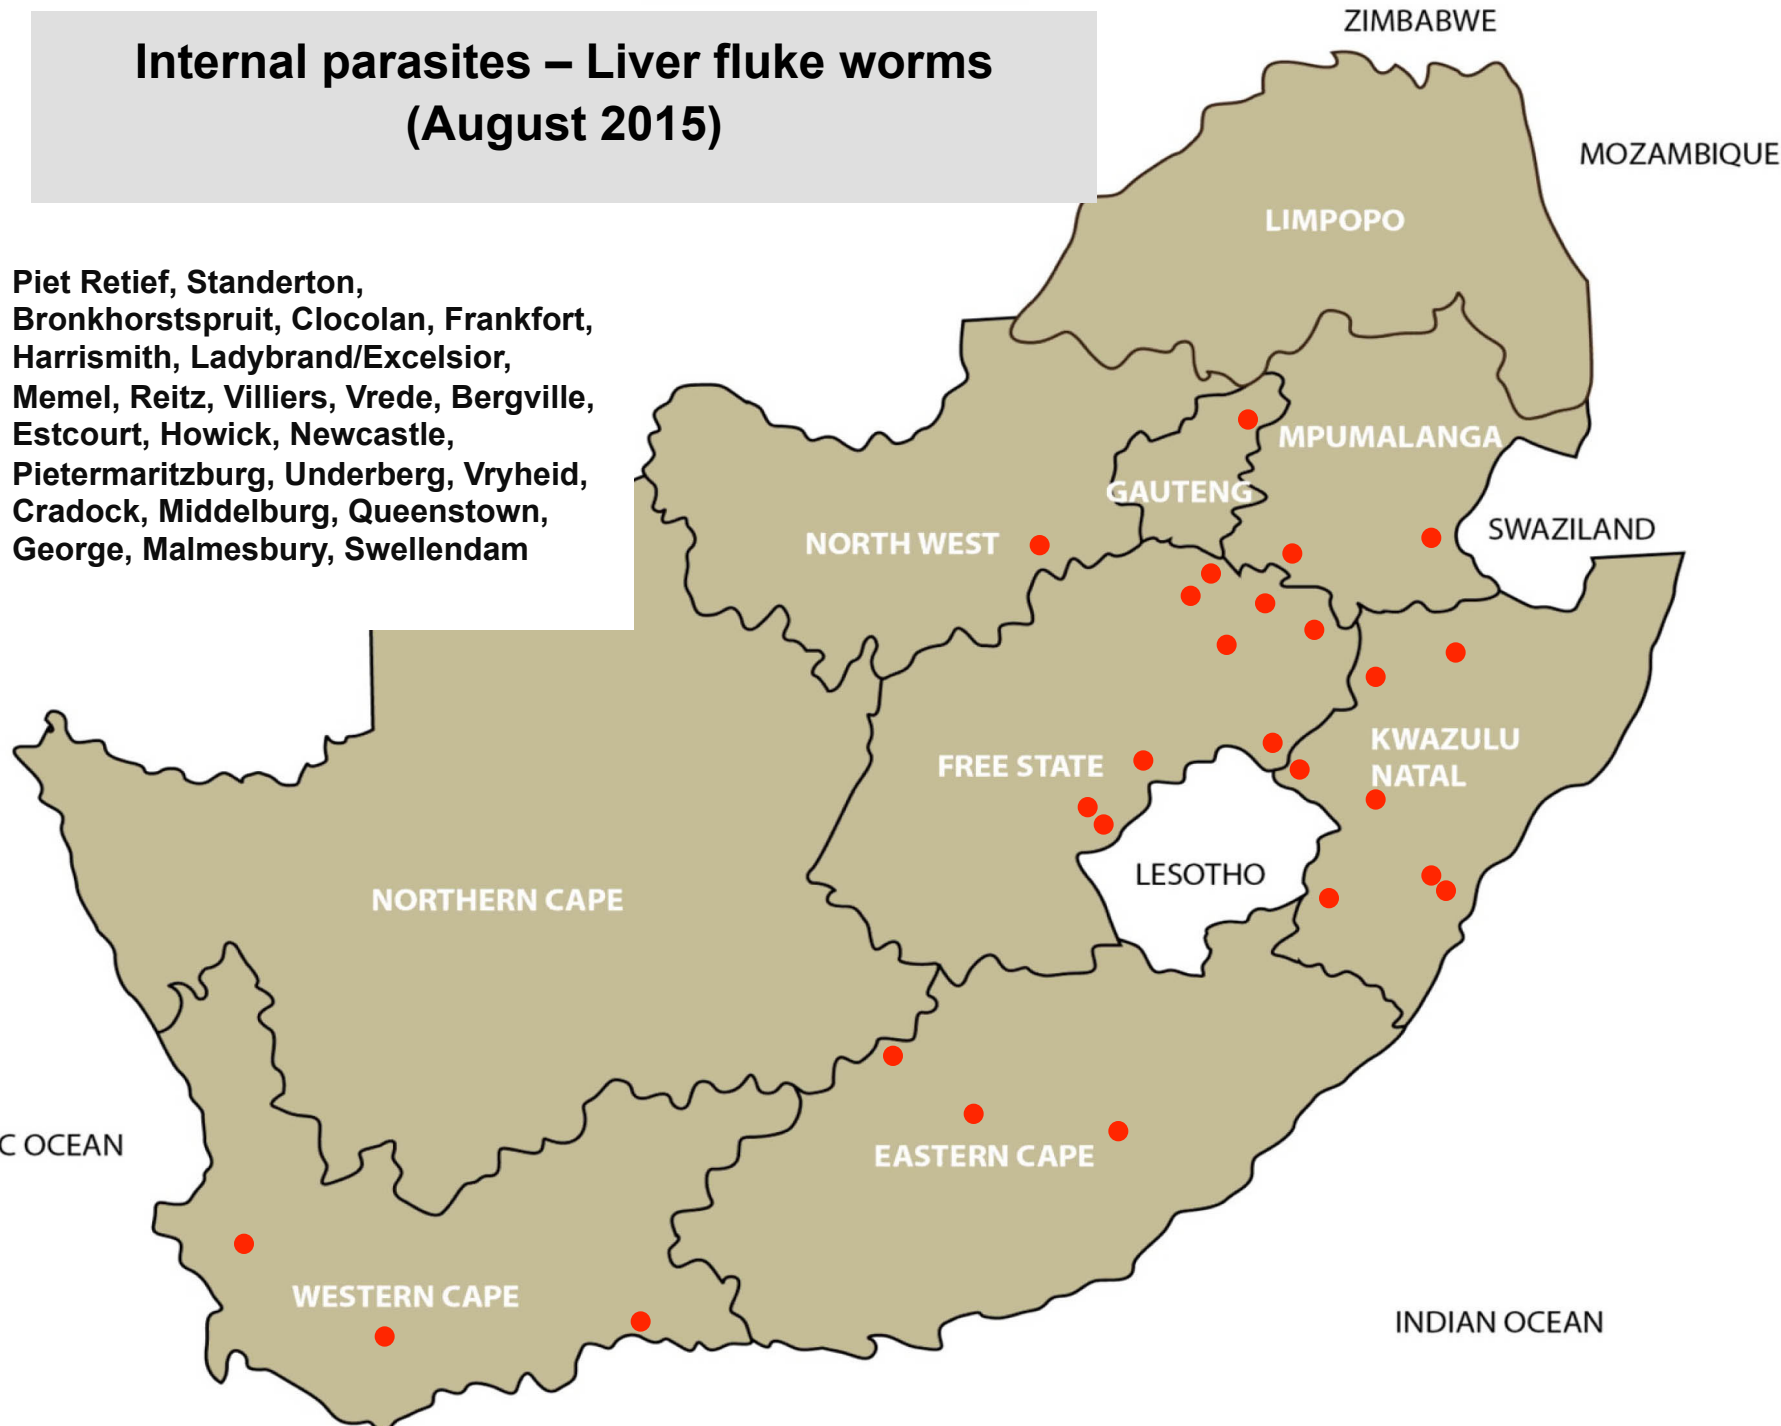 Internal parasites – Liver fluke worms
(August 2015)
ZIMBABWE
MOZAMBIQUE
LIMPOPO
Piet Retief, Standerton,
Bronkhorstspruit, Clocolan, Frankfort,
Harrismith, Ladybrand/Excelsior,
Memel, Reitz, Villiers, Vrede, Bergville,
Estcourt, Howick, Newcastle,
Pietermaritzburg, Underberg, Vryheid,
Cradock, Middelburg, Queenstown,
George, Malmesbury, Swellendam
MPUMALANGA
GAUTENG
SWAZILAND
NORTH WEST
KWAZULU
NATAL
FREE STATE
LESOTHO
NORTHERN CAPE
C OCEAN
EASTERN CAPE
WESTERN CAPE
INDIAN OCEAN